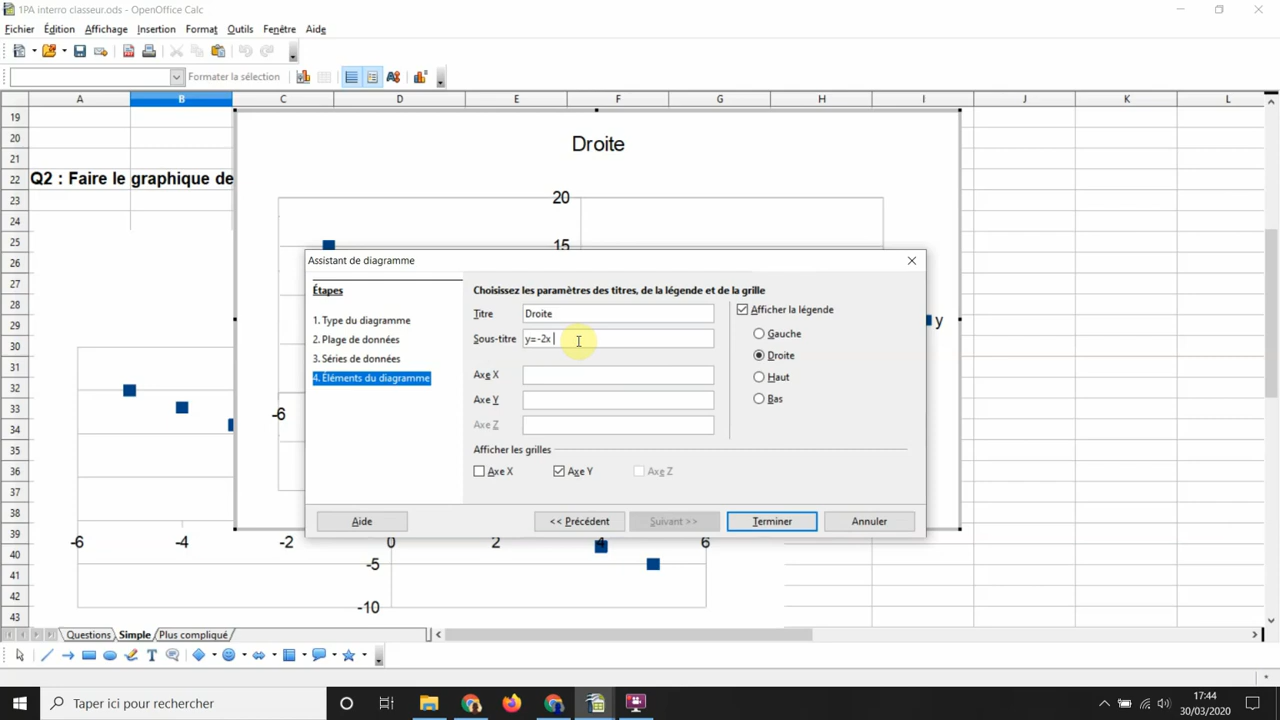 1PA interro classeur.ods - OpenOffice Calc
Fichier Édition Affichage Insertion Format Outils Fenêtre Aide
Formater la sélection
A B C D E F G H I J K L
19
20
21
22 Q2 : Faire le graphique de
23
24
25
26
27
28
29
30
31
32
33
34
35
36
37
38
39
40
41
42
43
Droite
20
15
-6
y
Assistant de diagramme
Étapes
1. Type du diagramme
2. Plage de données
3. Séries de données
4. Éléments du diagramme
Choisissez les paramètres des titres, de la légende et de la grille
Titre Droite
Sous-titre y=-2x
Axe X
Axe Y
Axe Z
Afficher la légende
Gauche
Droite
Haut
Bas
Afficher les grilles
Axe X Axe Y Axe Z
Aide << Précédent Suivant >> Terminer Annuler
-6 -4 -2 0 2 4 6
-5
-10
Questions Simple Plus compliqué
Taper ici pour rechercher
17:44
30/03/2020